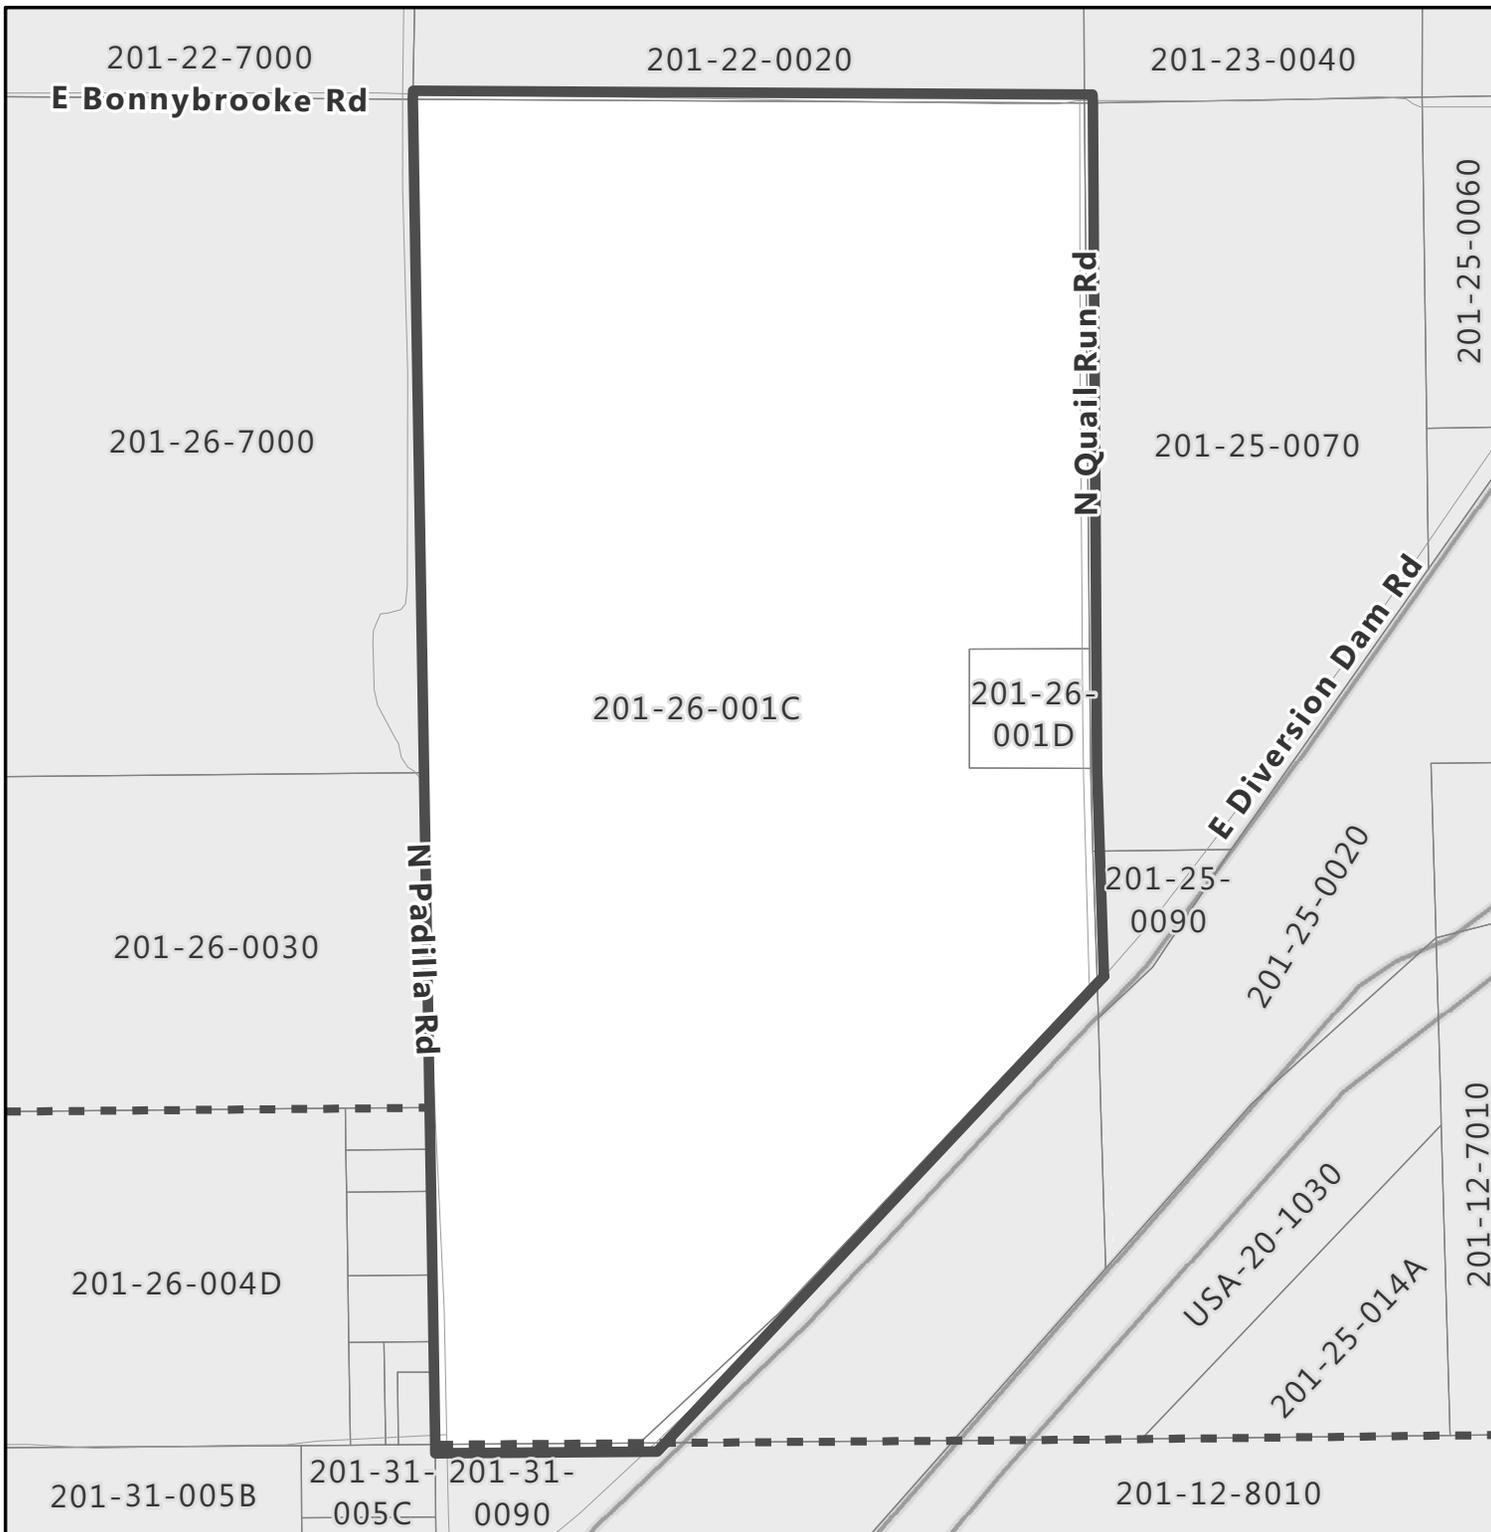 201-22-7000
201-22-0020
201-23-0040
E Bonnybrooke Rd
201-25-0060
N Quail Run Rd
201-26-7000
201-25-0070
E Diversion Dam Rd
201-26-001C
201-26-
001D
201-25-
0090
201-25-0020
201-26-0030
N Padilla Rd
201-12-7010
USA-20-1030
201-26-004D
201-25-014A
201-31-005B
201-31-
005C
201-31-
0090
201-12-8010